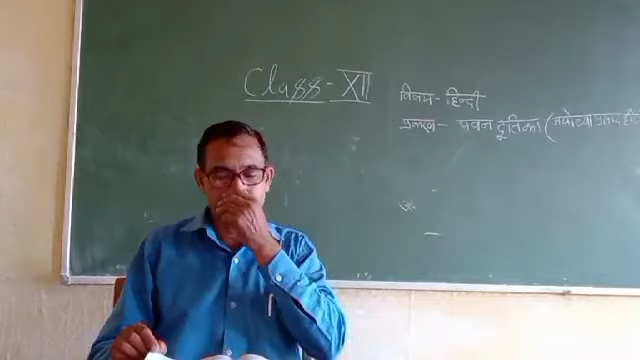 Class - XII
विषय - हिन्दी
प्रकरण - पवन दूतिका (